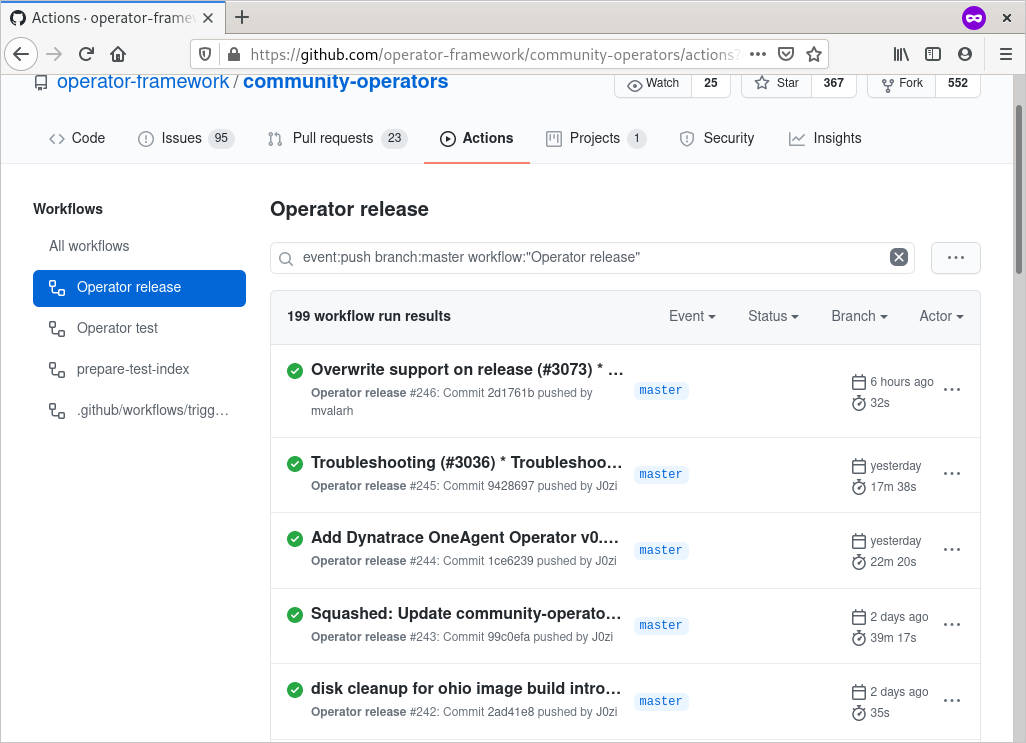 Actions · operator-frame
https://github.com/operator-framework/community-operators/actions?
operator-framework / community-operators
Watch 25
Star 367
Fork 552
Code
Issues 95
Pull requests 23
Actions
Projects 1
Security
Insights
Workflows
All workflows
Operator release
Operator test
prepare-test-index
.github/workflows/trigg…
Operator release
event:push branch:master workflow:"Operator release"
199 workflow run results
Event
Status
Branch
Actor
Overwrite support on release (#3073) * …
Operator release #246: Commit 2d1761b pushed by
mvalarh
master
6 hours ago
32s
Troubleshooting (#3036) * Troubleshoo…
Operator release #245: Commit 9428697 pushed by J0zi
master
yesterday
17m 38s
Add Dynatrace OneAgent Operator v0.…
Operator release #244: Commit 1ce6239 pushed by J0zi
master
yesterday
22m 20s
Squashed: Update community-operato…
Operator release #243: Commit 99c0efa pushed by J0zi
master
2 days ago
39m 17s
disk cleanup for ohio image build intro…
Operator release #242: Commit 2ad41e8 pushed by J0zi
master
2 days ago
35s